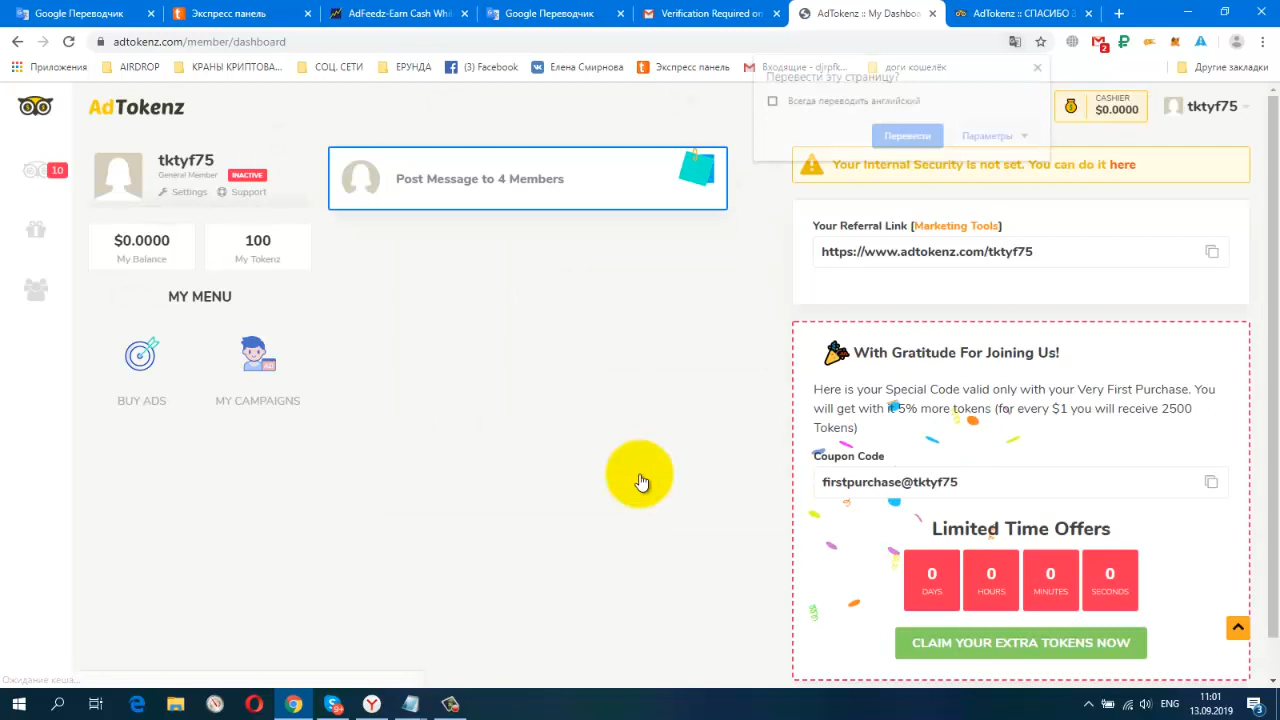 Google Переводчик
Экспресс панель
AdFeedz-Earn Cash Whil
Google Переводчик
Verification Required on
AdTokenz :: My Dashboard
AdTokenz :: СПАСИБО З
adtokenz.com/member/dashboard
2
Приложения
AIRDROP
КРАНЫ КРИПТОВА...
СОЦ. СЕТИ
ЕРУНДА
(3) Facebook
Елена Смирнова
Экспресс панель
Входящие - djrpfk...
доги кошелёк
Другие закладки
Перевести эту страницу?
Всегда переводить английский
Перевести
Параметры
AdTokenz
CASHIER
$0.0000
tktyf75
10
tktyf75
General Member
INACTIVE
Settings
Support
$0.0000
My Balance
100
My Tokenz
MY MENU
BUY ADS
MY CAMPAIGNS
Post Message to 4 Members
Your Internal Security is not set. You can do it here
Your Referral Link [Marketing Tools]
https://www.adtokenz.com/tktyf75
With Gratitude For Joining Us!
Here is your Special Code valid only with your Very First Purchase. You
will get with it 5% more tokens (for every $1 you will receive 2500
Tokens)
Coupon Code
firstpurchase@tktyf75
Limited Time Offers
0
DAYS
0
HOURS
0
MINUTES
0
SECONDS
CLAIM YOUR EXTRA TOKENS NOW
Ожидание кеша...
ENG
11:01
13.09.2019